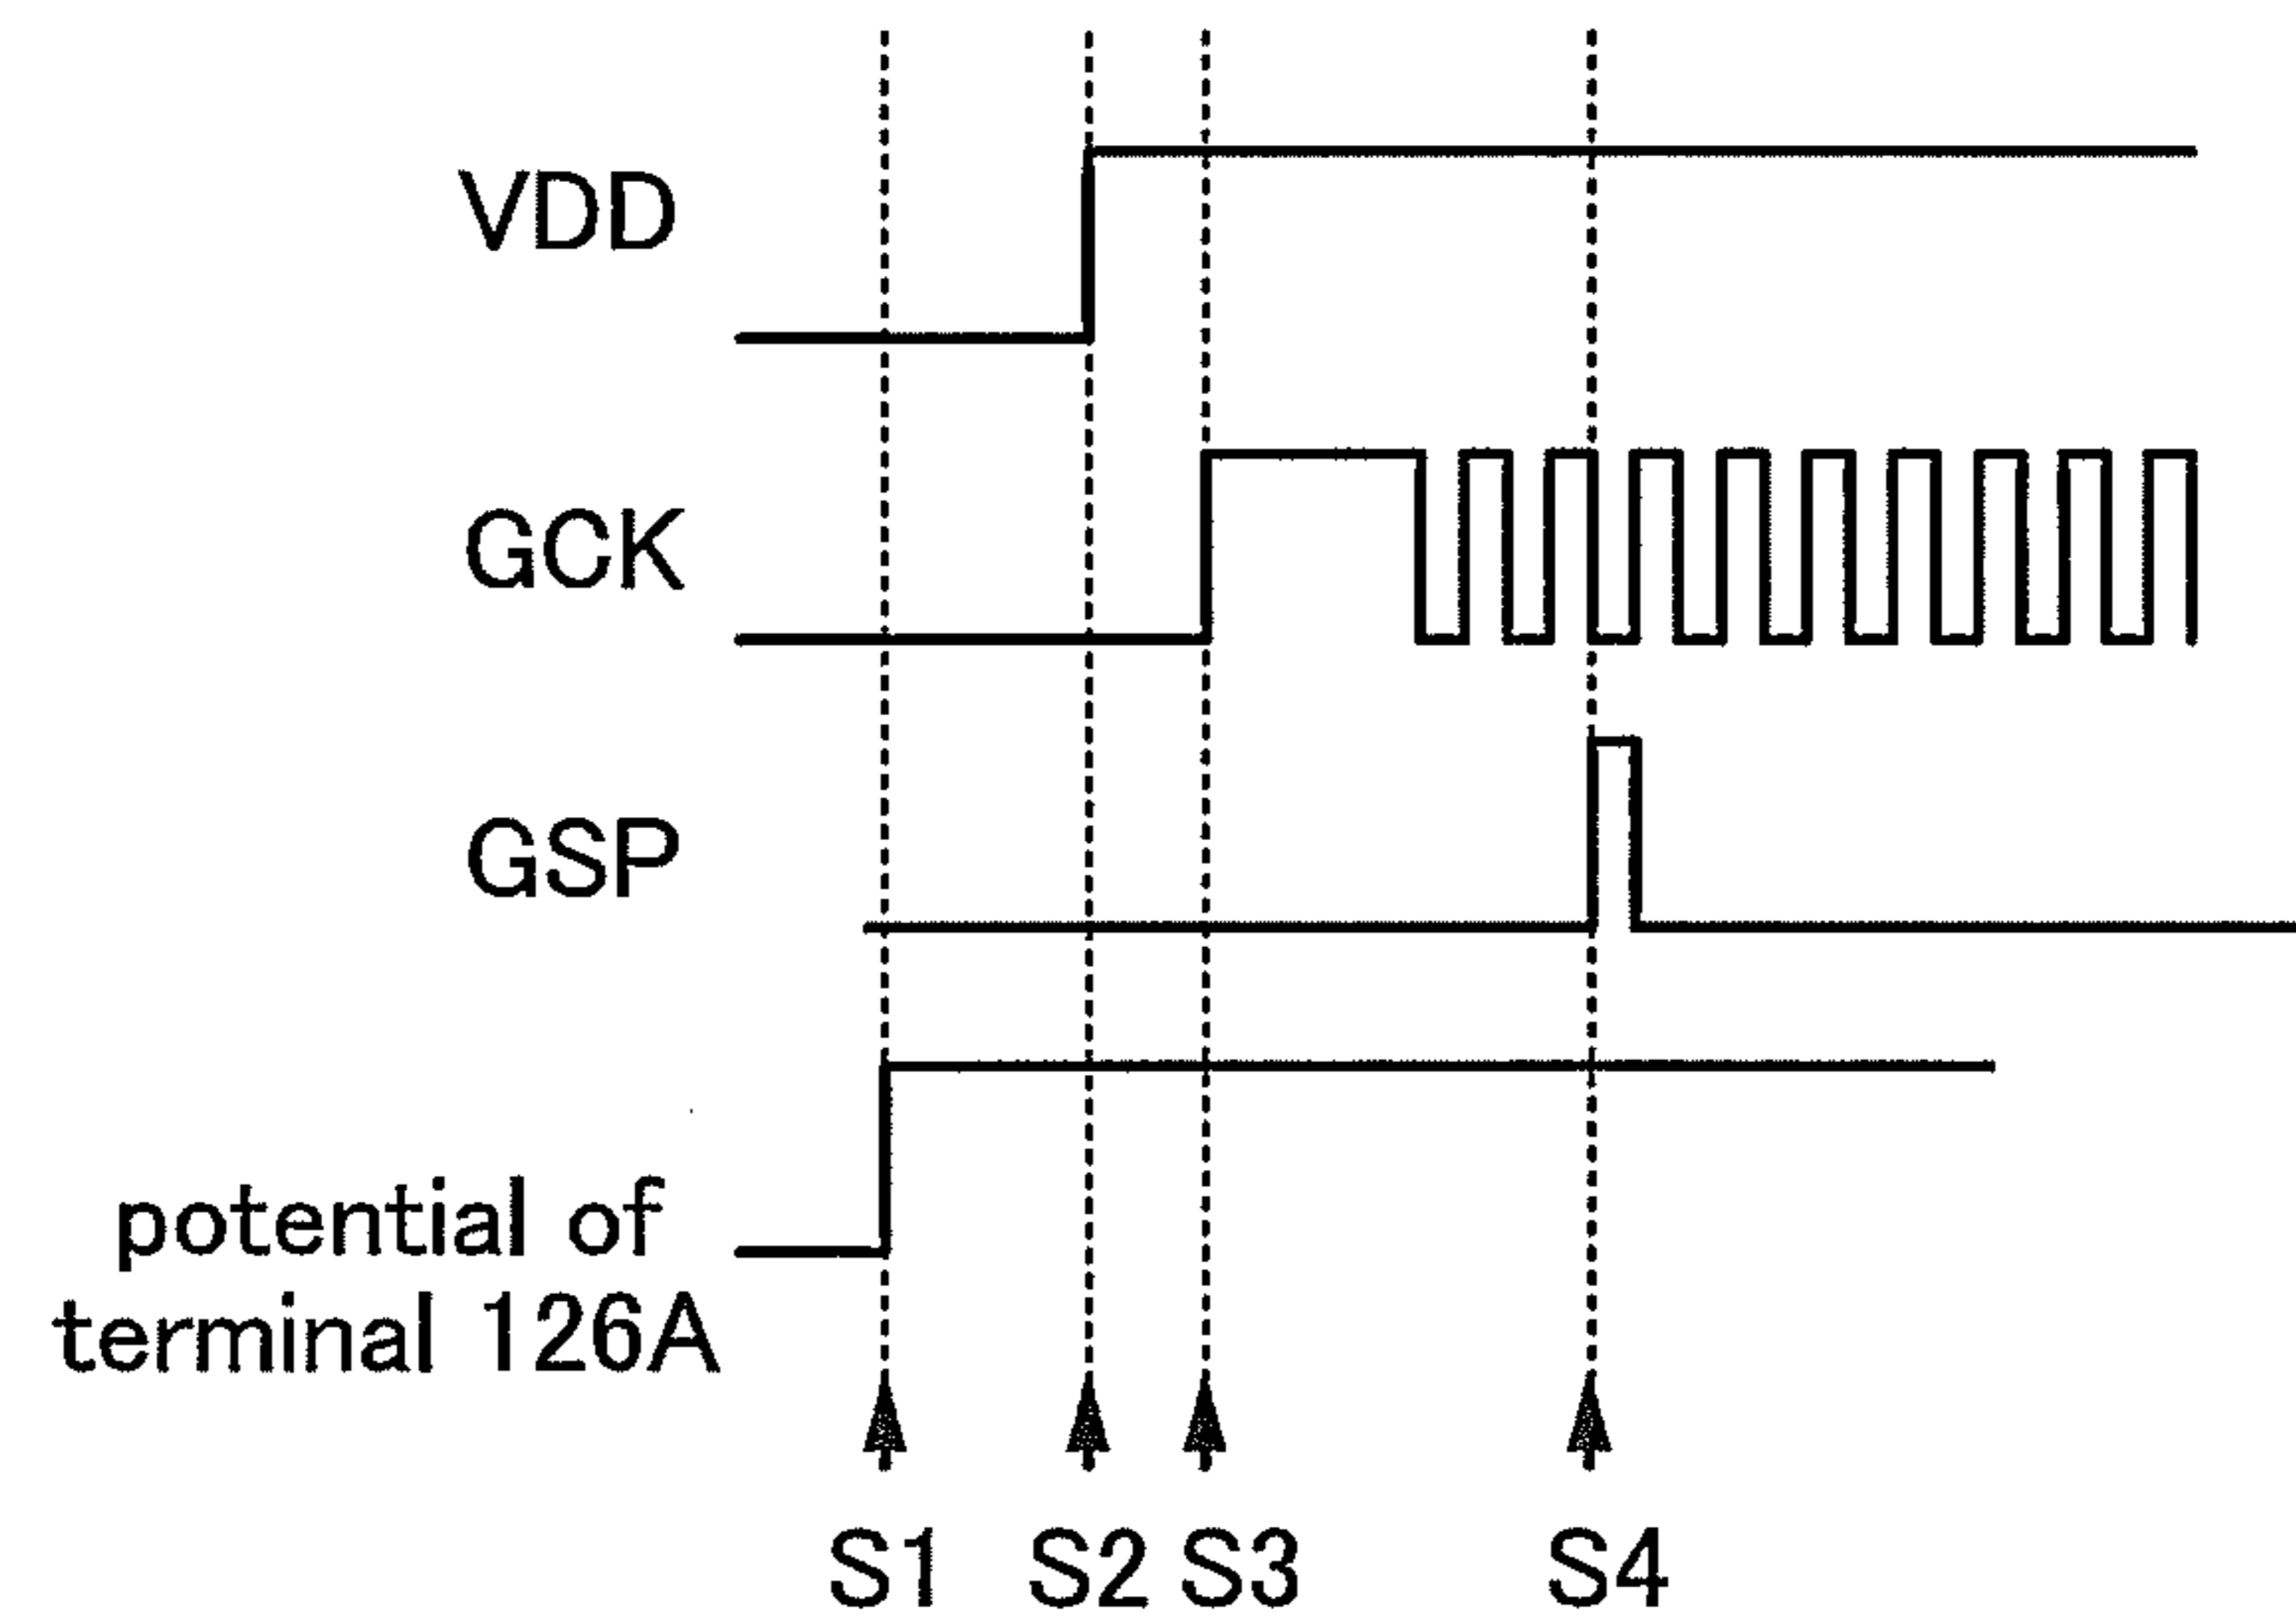 VDD
GCK
GSP
potential of
terminal 126A
S1 S2 S3 S4